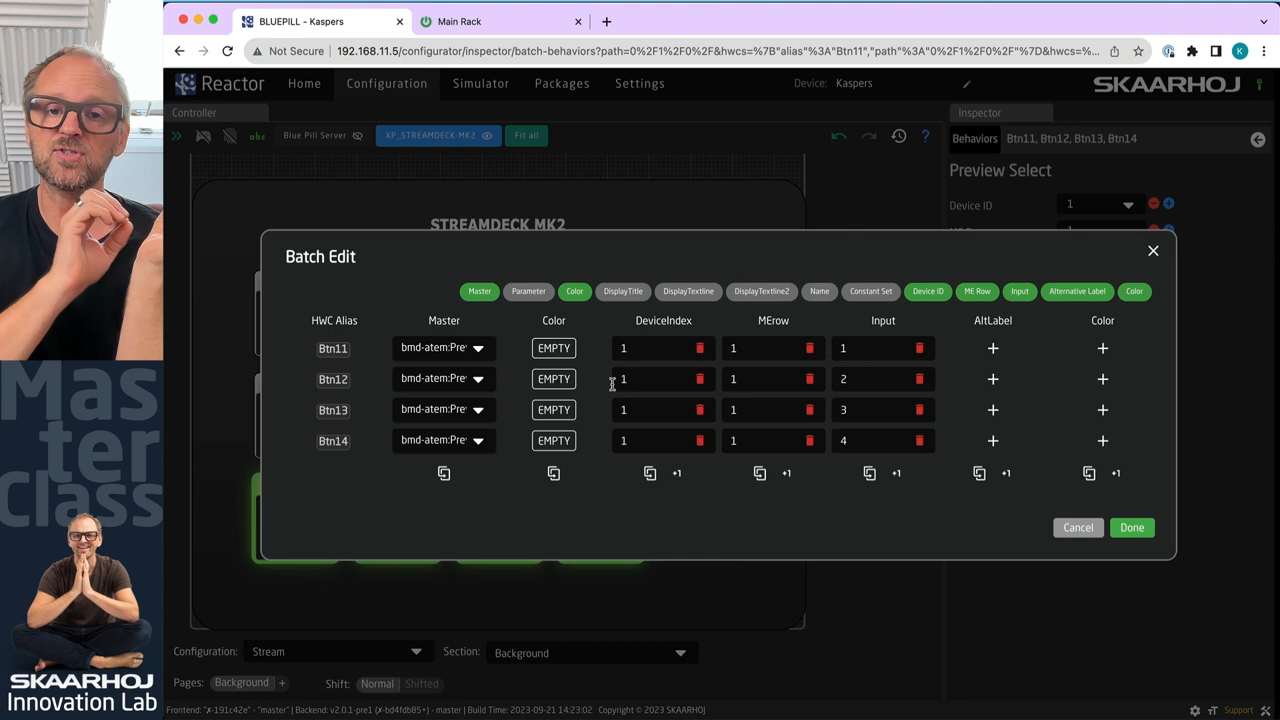 BLUEPILL - Kaspers
Main Rack
Not Secure
192.168.11.5/configurator/inspector/batch-behaviors?path=0%2F1%2F0%2F&hwcs=%7B"alias"%3A"Btn11","path"%3A"0%2F1%2F0%2F"%7D&hwcs=%...
K
Reactor
Home
Configuration
Simulator
Packages
Settings
Device:
Kaspers
SKAARHOJ
Controller
Inspector
abc
Blue Pill Server
XP_STREAMDECK-MK2
Fit all
?
Behaviors
Btn11, Btn12, Btn13, Btn14
Preview Select
Device ID
1
STREAMDECK MK2
Batch Edit
Master Parameter Color DisplayTitle DisplayTextline DisplayTextline2 Name Constant Set Device ID ME Row Input Alternative Label Color
HWC Alias Master Color DeviceIndex MErow Input AltLabel Color
Btn11 bmd-atem:Pre EMPTY 1 1 1 + +
Btn12 bmd-atem:Pre EMPTY 1 1 2 + +
Btn13 bmd-atem:Pre EMPTY 1 1 3 + +
Btn14 bmd-atem:Pre EMPTY 1 1 4 + +
+1 +1 +1 +1 +1
Cancel
Done
Configuration:
Stream
Section:
Background
Pages:
Background
+
Shift:
Normal
Shifted
Frontend: "✗-191c42e" - "master" | Backend: v2.0.1-pre1 (✗-bd4fdb85+) - master | Build Time: 2023-09-21 14:23:02 Copyright © 2023 SKAARHOJ
Support
Mas
ter
Class
SKAARHOJ
Innovation Lab